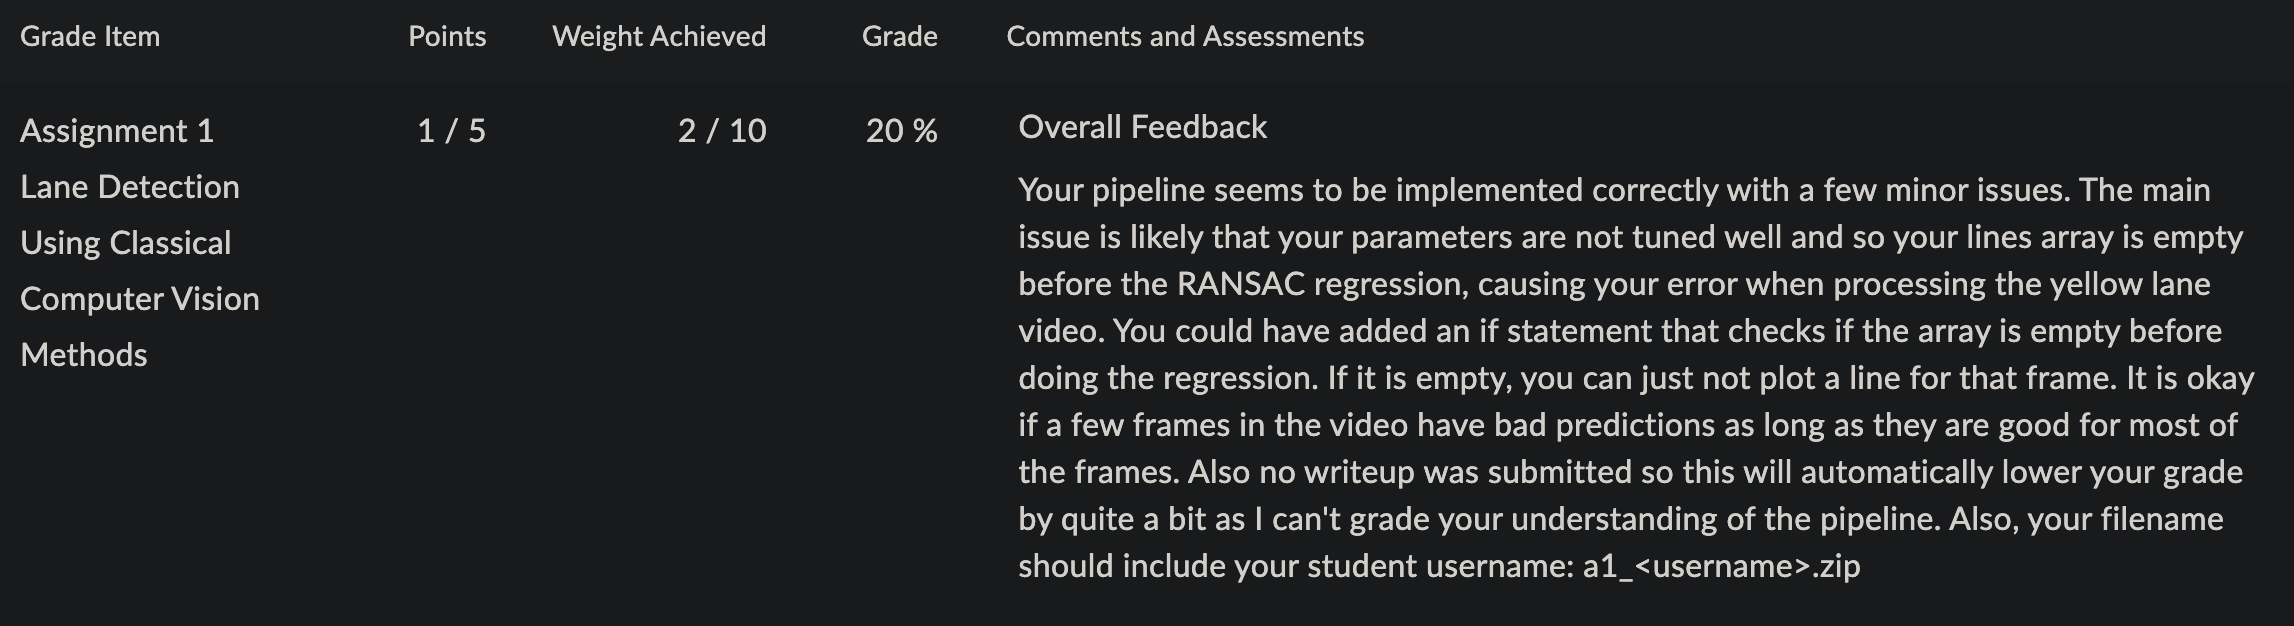 Grade Item Points Weight Achieved Grade Comments and Assessments
Assignment 1 1 / 5 2 / 10 20 %
Lane Detection
Using Classical
Computer Vision
Methods
Overall Feedback
Your pipeline seems to be implemented correctly with a few minor issues. The main
issue is likely that your parameters are not tuned well and so your lines array is empty
before the RANSAC regression, causing your error when processing the yellow lane
video. You could have added an if statement that checks if the array is empty before
doing the regression. If it is empty, you can just not plot a line for that frame. It is okay
if a few frames in the video have bad predictions as long as they are good for most of
the frames. Also no writeup was submitted so this will automatically lower your grade
by quite a bit as I can't grade your understanding of the pipeline. Also, your filename
should include your student username: a1_<username>.zip